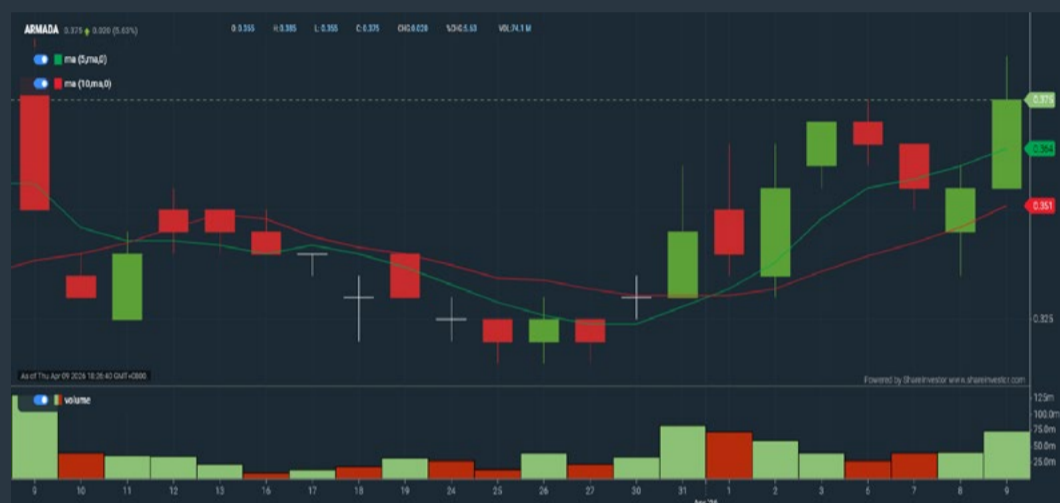 ARMADA 0.375 0.020 (5.63%) O: 0.355 H: 0.385 L: 0.355 C: 0.375 CHG:0.020 %CHG:5.63 VOL:74.1 M
ma (5,ma,0)
ma (10,ma,0)
0.375
0.364
0.351
0.325
As of Thu Apr 09 2026 18:26:40 GMT+0800
Powered by ShareInvestor www.shareinvestor.com
volume
125m
100.0m
75.0m
50.0m
25.0m
9 10 11 12 13 16 17 18 19 24 25 26 27 30 31 1 2 3 6 7 8 9